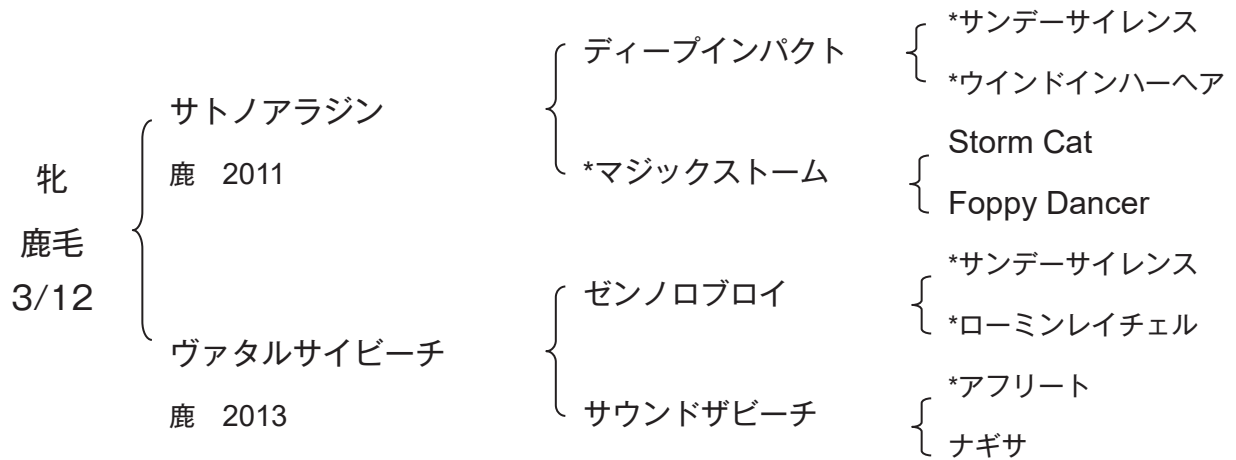 牝
鹿毛
3/12
サトノアラジン
鹿 2011
ヴァタルサイビーチ
鹿 2013
ディープインパクト
*マジックストーム
ゼンノロブロイ
サウンドザビーチ
*サンデーサイレンス
*ウインドインハーヘア
Storm Cat
Foppy Dancer
*サンデーサイレンス
*ローミンレイチェル
*アフリート
ナギサ